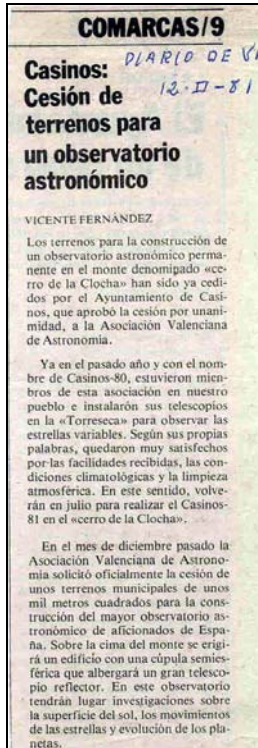 COMARCAS/9
DIARIO DE
12-II-81
Casinos:
Cesión de
terrenos para
un observatorio
astronómico
VICENTE FERNÁNDEZ
Los terrenos para la construcción de
un observatorio astronómico perma-
nente en el monte denomipado «ce-
rro de la Clocha» han sido ya cedi-
dos por el Ayuntamiento de Casi-
nos, que aprobó la cesión por unani-
midad, a la Asociación Valenciana
de Astronomia.
Ya en el pasado año y con el nom-
bre de Casinos-80, estuvieron miem-
bros de esta asociación en nuestro
pueblo e instalarón sus telescopios
en la «Torreseca» para observar las
estrellas variables. Según sus propias
palabras, quedaron muy satisfechos
por las facilidades recibidas, las con-
diciones climatológicas y la limpieza
atmosférica. En este sentido, volve-
rán en julio para realizar el Casinos-
81 en el «cerro de la Clocha».
En el mes de diciembre pasado la
Asociación Valenciana de Astrono-
mia solicitó oficialmente la cesión de
unos terrenos municipales de unos
mil metros cuadrados para la cons-
trucción del mayor observatorio as-
tronómico de aficionados de Espa-
ña. Sobre la cima del monte se erigi-
rá un edificio con una cúpula semies-
férica que albergará un gran telesco-
pio reflector. En este observatorio
tendrán lugar investigaciones sobre
la superficie del sol, los movimientos
de las estrellas y evolución de los pla-
netas.